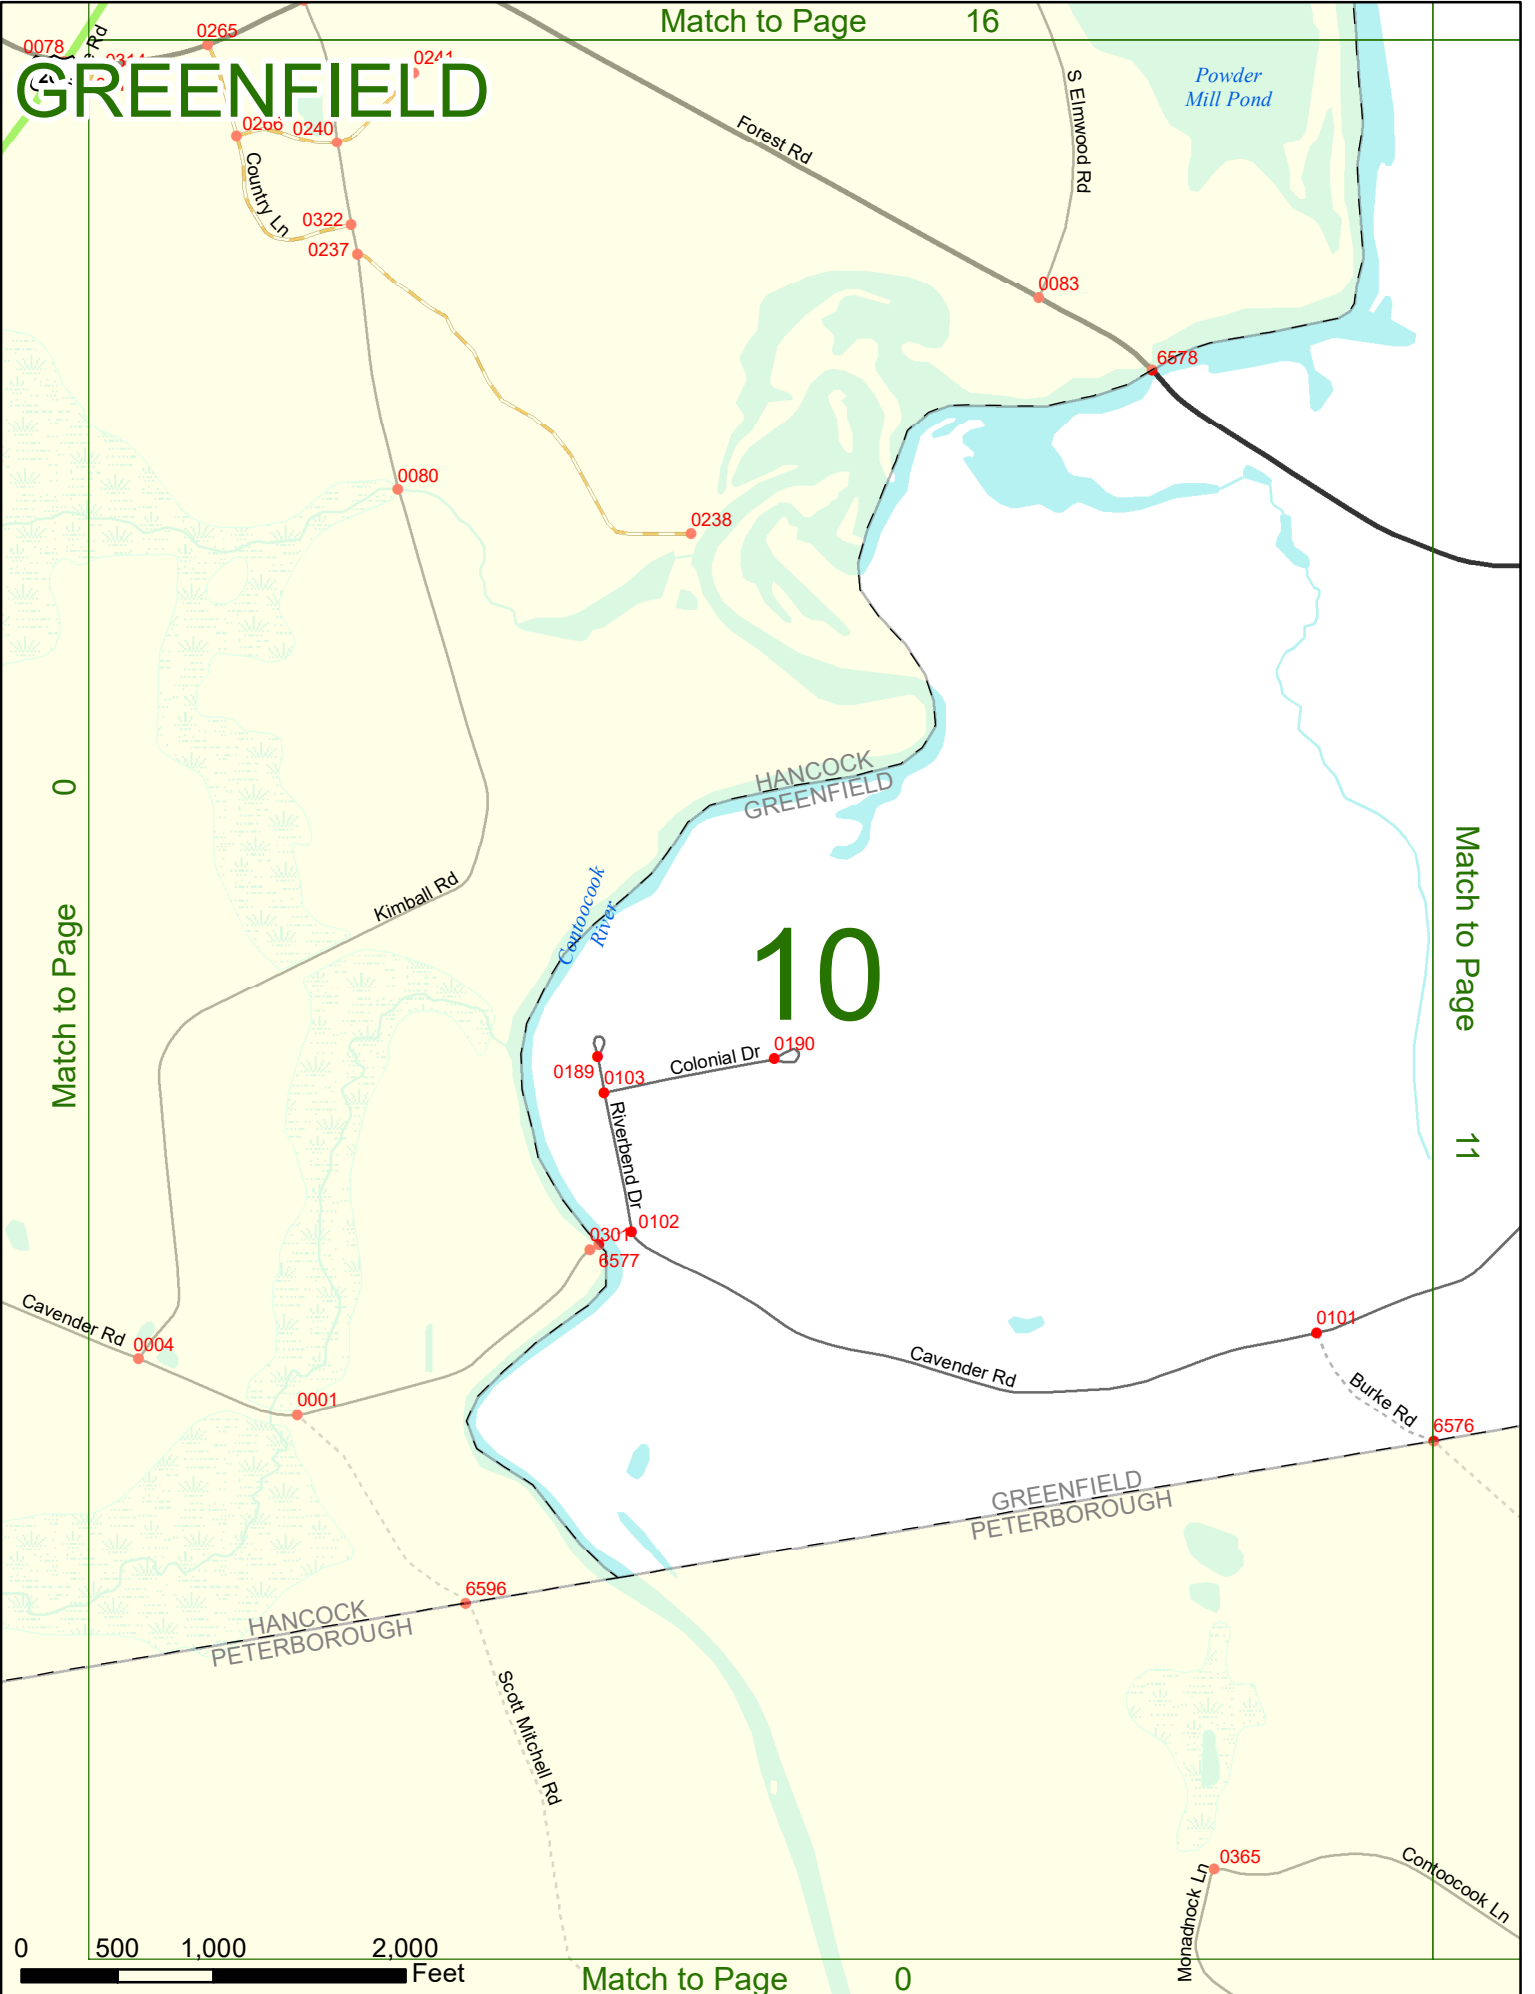 Match to Page 16
0078
0265
0241
GREENFIELD
Powder
Mill Pond
S Elmwood Rd
Forest Rd
0266
0240
Country Ln
0322
0237
0083
6578
0080
0238
HANCOCK
GREENFIELD
Match to Page 0
Match to Page 11
Kimball Rd
Contoocook
River
10
0189
0103
Colonial Dr
0190
Riverbend Dr
0102
0301
6577
Cavender Rd
0004
0101
Cavender Rd
Burke Rd
0001
6576
GREENFIELD
PETERBOROUGH
6596
HANCOCK
PETERBOROUGH
Scott Mitchell Rd
0365
Monadnock Ln
Contoocook Ln
0 500 1,000 2,000
Feet
Match to Page 0